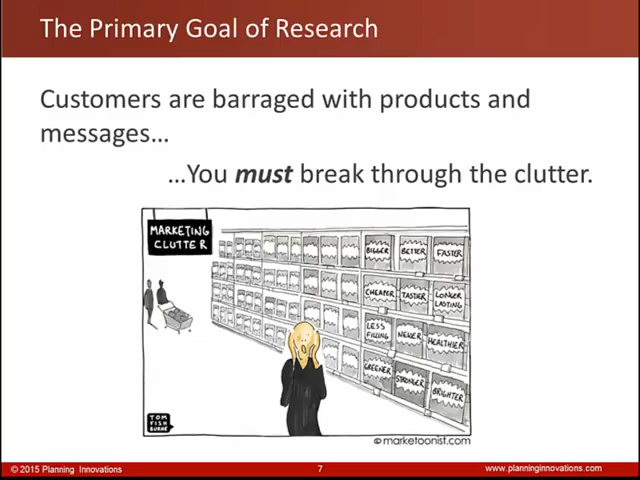 The Primary Goal of Research
Customers are barraged with products and
messages…
…You must break through the clutter.
MARKETING
CLUTTER
BIGGER
BETTER
FASTER
CHEAPER
TASTIER
LONGER
LASTING
LESS
FILLING
NEWER
HEALTHIER
GREENER
STRONGER
BRIGHTER
TOM
FISH
BURNE
© marketoonist.com
© 2015 Planning Innovations
7
www.planninginnovations.com